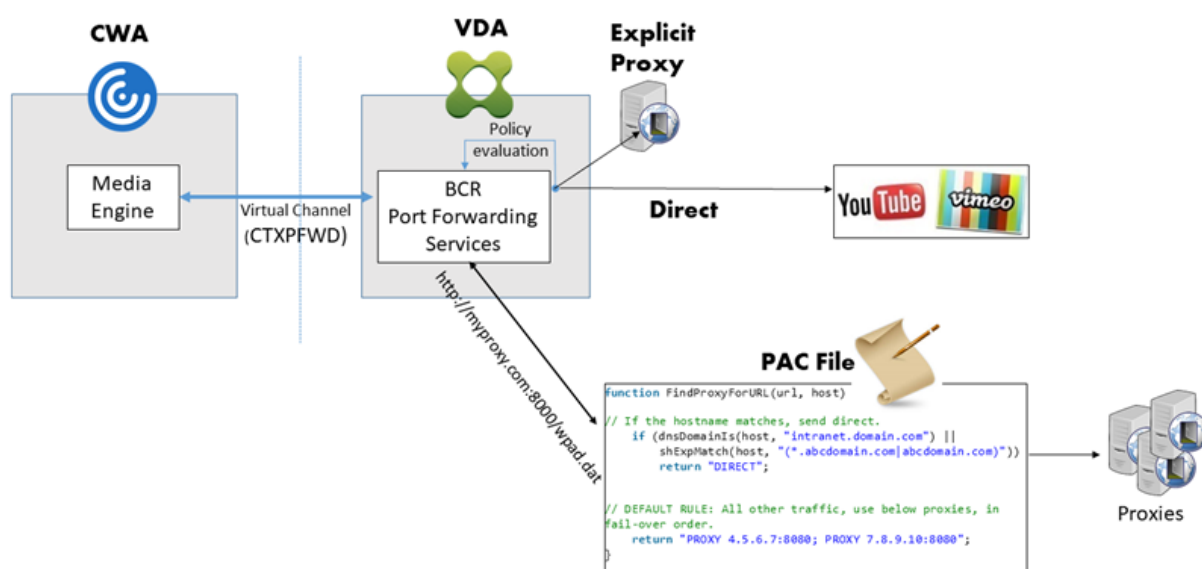 CWA
VDA
Explicit
Proxy
Policy
evaluation
Media
Engine
Virtual Channel
(CTXPFWD)
BCR
Port Forwarding
Services
Direct
YouTube
vimeo
http://myproxy.com:8000/wpad.dat
PAC File
function FindProxyForURL(url, host)
// If the hostname matches, send direct.
if (dnsDomainIs(host, "intranet.domain.com") ||
shExpMatch(host, "(*.abcdomain.com|abcdomain.com)"))
return "DIRECT";
// DEFAULT RULE: All other traffic, use below proxies, in
fail-over order.
return "PROXY 4.5.6.7:8080; PROXY 7.8.9.10:8080";
}
Proxies